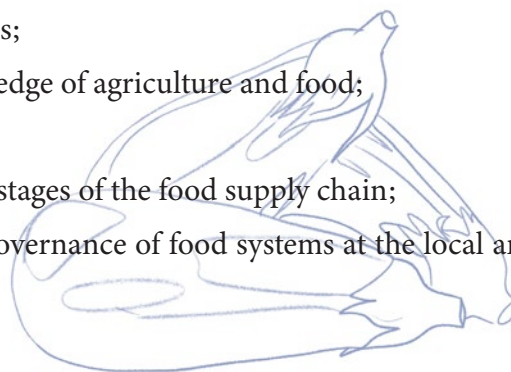 s;
edge of agriculture and food;
stages of the food supply chain;
overnance of food systems at the local an